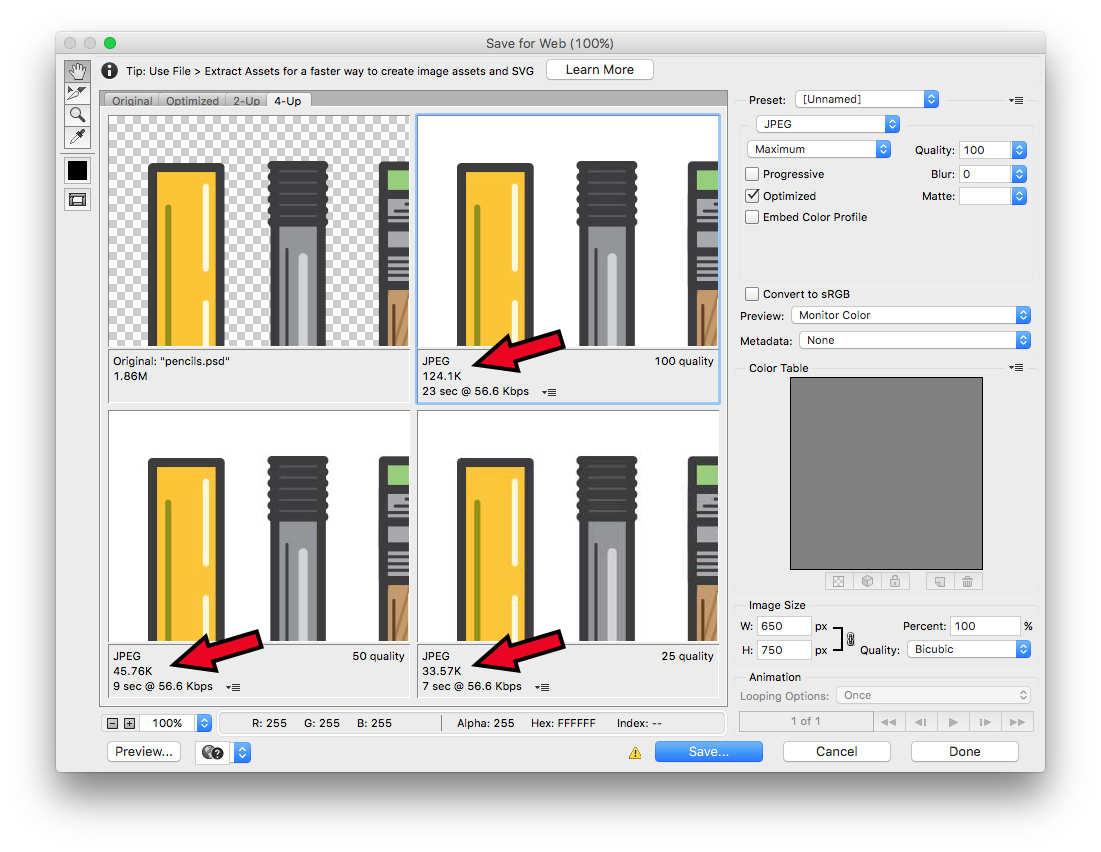 Save for Web (100%)
Tip: Use File > Extract Assets for a faster way to create image assets and SVG
Learn More
Original
Optimized
2-Up
4-Up
Original: "pencils.psd"
1.86M
JPEG
100 quality
124.1K
23 sec @ 56.6 Kbps
JPEG
50 quality
45.76K
9 sec @ 56.6 Kbps
JPEG
25 quality
33.57K
7 sec @ 56.6 Kbps
Preset: [Unnamed]
JPEG
Maximum
Quality: 100
Progressive
Blur: 0
Optimized
Matte:
Embed Color Profile
Convert to sRGB
Preview: Monitor Color
Metadata: None
Color Table
Image Size
W: 650 px
Percent: 100 %
H: 750 px
Quality: Bicubic
Animation
Looping Options: Once
1 of 1
100%
R: 255 G: 255 B: 255
Alpha: 255 Hex: FFFFFF Index: --
Preview...
Save...
Cancel
Done